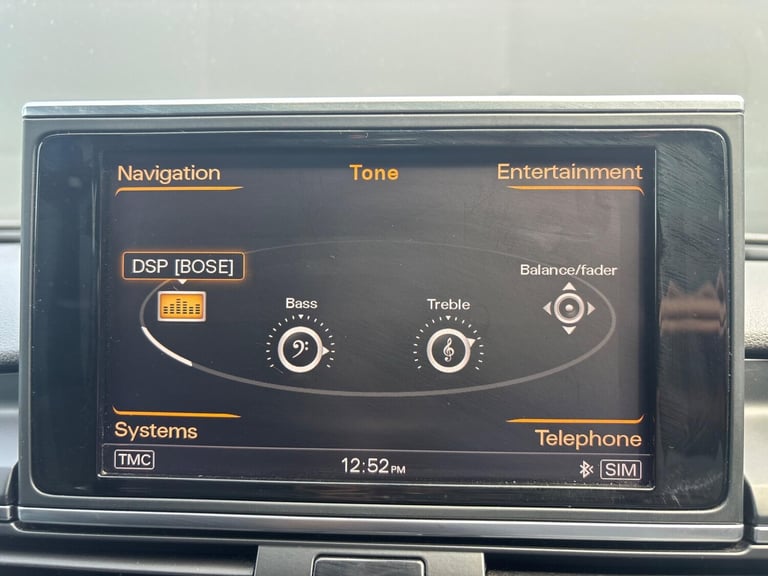 Navigation
Tone
Entertainment
DSP [BOSE]
Balance/fader
Bass
Treble
Systems
Telephone
TMC
12:52PM
SIM